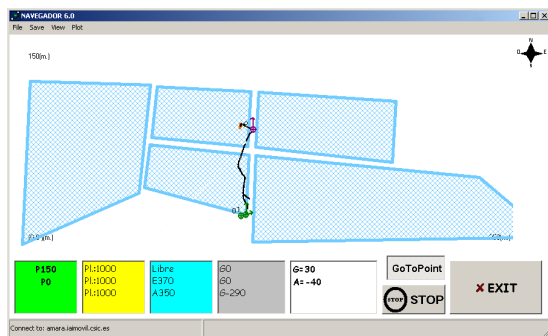 NAVEGADOR 6.0
File Save View Plot
N
E
150(m.)
P150
P0
Pl.:1000
Pl.:1000
Pl.:1000
Libre
E370
A350
G0
G0
G-290
G= 30
A= -40
GoToPoint
STOP STOP
X EXIT
Connect to: amara.iaimovil.csic.es